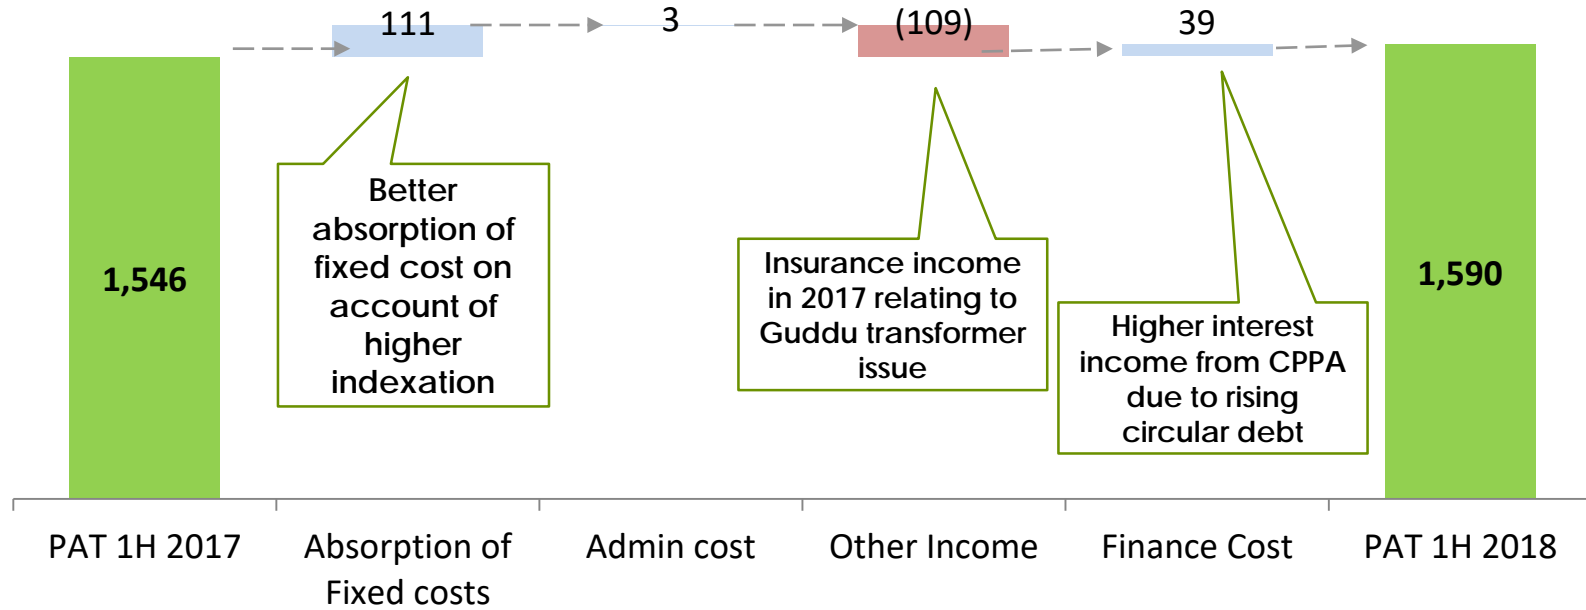 111
3
(109)
39
Better
absorption of
fixed cost on
account of
higher
indexation
Insurance income
in 2017 relating to
Guddu transformer
issue
Higher interest
income from CPPA
due to rising
circular debt
1,546
1,590
PAT 1H 2017
Absorption of
Fixed costs
Admin cost
Other Income
Finance Cost
PAT 1H 2018